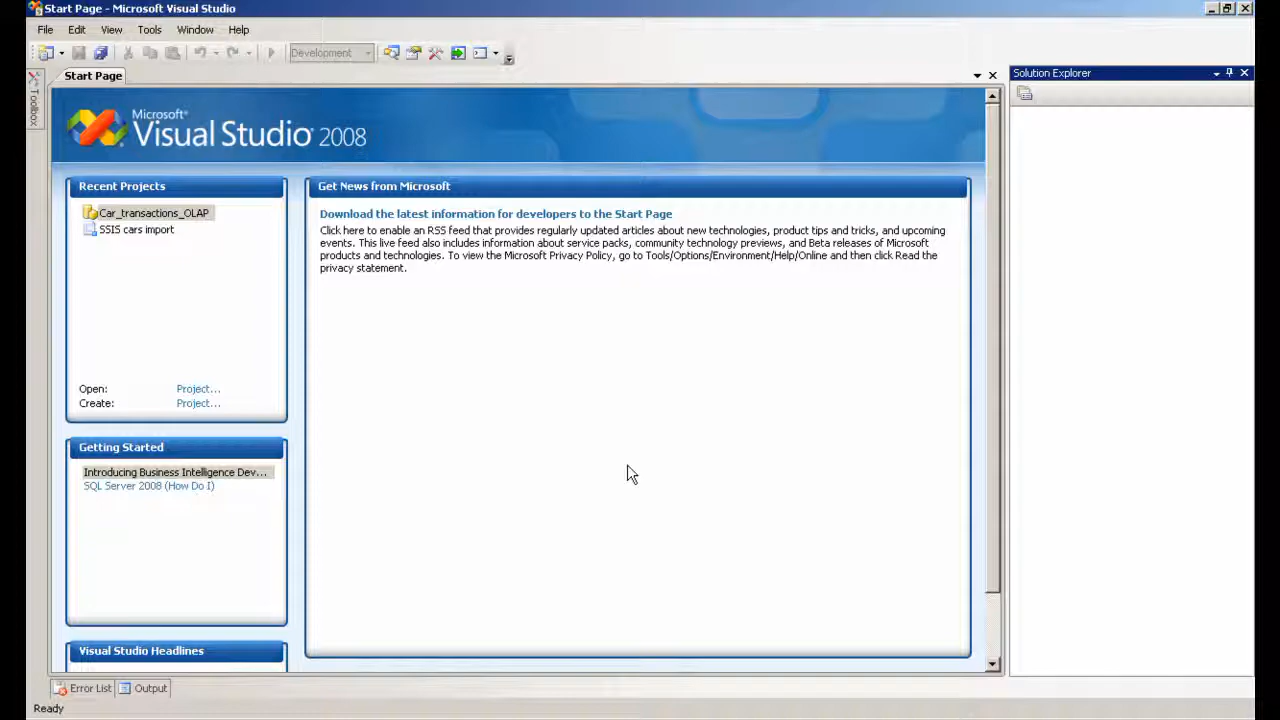 Start Page - Microsoft Visual Studio
File Edit View Tools Window Help
Development
Toolbox
Start Page
Solution Explorer
Microsoft®
Visual Studio® 2008
Recent Projects
Car_transactions_OLAP
SSIS cars import
Open: Project...
Create: Project...
Getting Started
Introducing Business Intelligence Dev...
SQL Server 2008 (How Do I)
Visual Studio Headlines
Get News from Microsoft
Download the latest information for developers to the Start Page
Click here to enable an RSS feed that provides regularly updated articles about new technologies, product tips and tricks, and upcoming
events. This live feed also includes information about service packs, community technology previews, and Beta releases of Microsoft
products and technologies. To view the Microsoft Privacy Policy, go to Tools/Options/Environment/Help/Online and then click Read the
privacy statement.
Error List Output
Ready